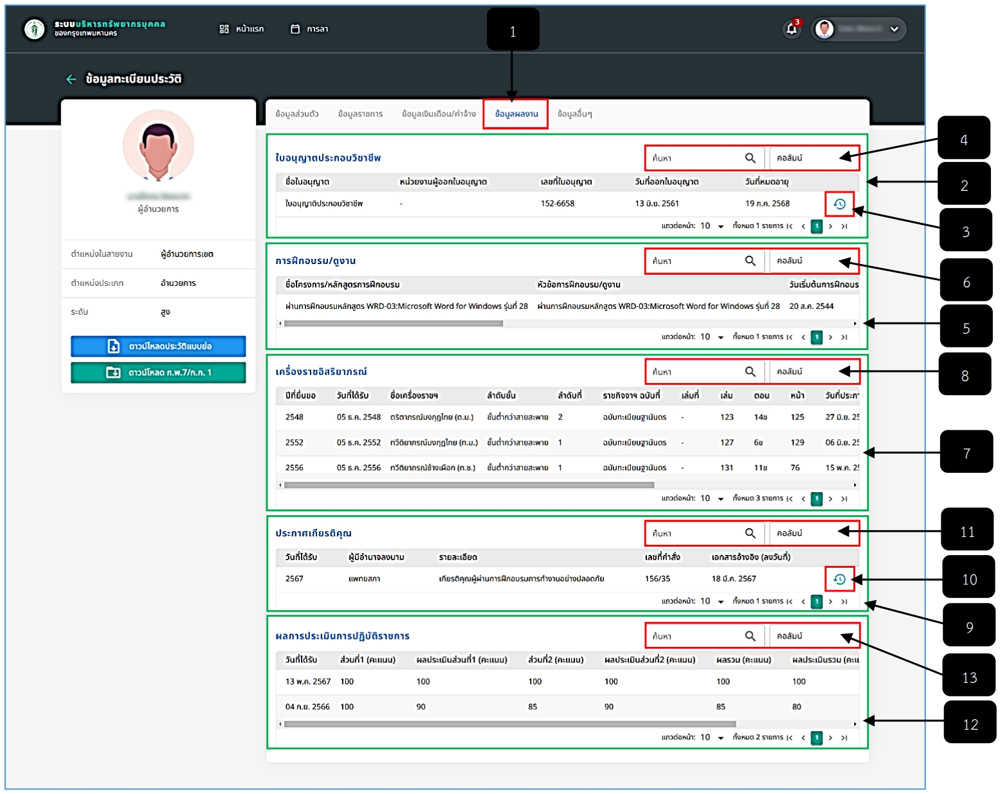 ระบบบริหารทรัพยากรบุคคล
ของกรุงเทพมหานคร
หน้าแรก
การลา
3
1
ข้อมูลทะเบียนประวัติ
ผู้อำนวยการ
ตำแหน่งในสายงาน ผู้อำนวยการเขต
ตำแหน่งประเภท อำนวยการ
ระดับ สูง
ดาวน์โหลดประวัติแบบย่อ
ดาวน์โหลด ก.พ.7/ก.ก. 1
ข้อมูลส่วนตัว ข้อมูลราชการ ข้อมูลเงินเดือน/ค่าจ้าง ข้อมูลผลงาน ข้อมูลอื่นๆ
ใบอนุญาตประกอบวิชาชีพ ค้นหา คอลัมน์ 4
ชื่อใบอนุญาต หน่วยงานผู้ออกใบอนุญาต เลขที่ใบอนุญาต วันที่ออกใบอนุญาต วันที่หมดอายุ 2
ใบอนุญาติประกอบวิชาชีพ - 152-6658 13 มิ.ย. 2561 19 ก.ค. 2568 3
แถวต่อหน้า: 10 ทั้งหมด 1 รายการ 1
การฝึกอบรม/ดูงาน ค้นหา คอลัมน์ 6
ชื่อโครงการ/หลักสูตรการฝึกอบรม หัวข้อการฝึกอบรม/ดูงาน วันเริ่มต้นการฝึกอบร
ผ่านการฝึกอบรมหลักสูตร WRD-03:Microsoft Word for Windows รุ่นที่ 28 ผ่านการฝึกอบรมหลักสูตร WRD-03:Microsoft Word for Windows รุ่นที่ 28 20 ส.ค. 2544
5
แถวต่อหน้า: 10 ทั้งหมด 1 รายการ 1
เครื่องราชอิสริยาภรณ์ ค้นหา คอลัมน์ 8
ปีที่ยื่นขอ วันที่ได้รับ ชื่อเครื่องราชฯ ลำดับชั้น ลำดับที่ ราชกิจจาฯ ฉบับที่ เล่มที่ เล่ม ตอน หน้า วันที่ประกา
2548 05 ธ.ค. 2548 ตริตาภรณ์มงกุฎไทย (ต.ม.) ชั้นต่ำกว่าสายสะพาย 2 ฉบับทะเบียนฐานันดร - 123 14ข 125 27 มิ.ย. 25
2552 05 ธ.ค. 2552 ทวีติยาภรณ์มงกุฎไทย (ท.ม.) ชั้นต่ำกว่าสายสะพาย 1 ฉบับทะเบียนฐานันดร - 127 6ข 129 06 มิ.ย. 25
7
2556 05 ธ.ค. 2556 ทวีติยาภรณ์ช้างเผือก (ท.ช.) ชั้นต่ำกว่าสายสะพาย 1 ฉบับทะเบียนฐานันดร - 131 11ข 76 15 พ.ค. 25
แถวต่อหน้า: 10 ทั้งหมด 3 รายการ 1
ประกาศเกียรติคุณ ค้นหา คอลัมน์ 11
วันที่ได้รับ ผู้มีอำนาจลงนาม รายละเอียด เลขที่คำสั่ง เอกสารอ้างอิง (ลงวันที่)
2567 แพทยสภา เกียรติคุณผู้ผ่านการฝึกอบรมการทำงานอย่างปลอดภัย 156/35 18 มี.ค. 2567 10
แถวต่อหน้า: 10 ทั้งหมด 1 รายการ 1
9
ผลการประเมินการปฏิบัติราชการ ค้นหา คอลัมน์
วันที่ได้รับ ส่วนที่1 (คะแนน) ผลประเมินส่วนที่1 (คะแนน) ส่วนที่2 (คะแนน) ผลประเมินส่วนที่2 (คะแนน) ผลรวม (คะแนน) ผลประเมินรวม (คะแ
13 พ.ค. 2567 100 100 100 100 100 100 13
04 ก.ย. 2566 100 90 85 90 85 80
12
แถวต่อหน้า: 10 ทั้งหมด 2 รายการ 1